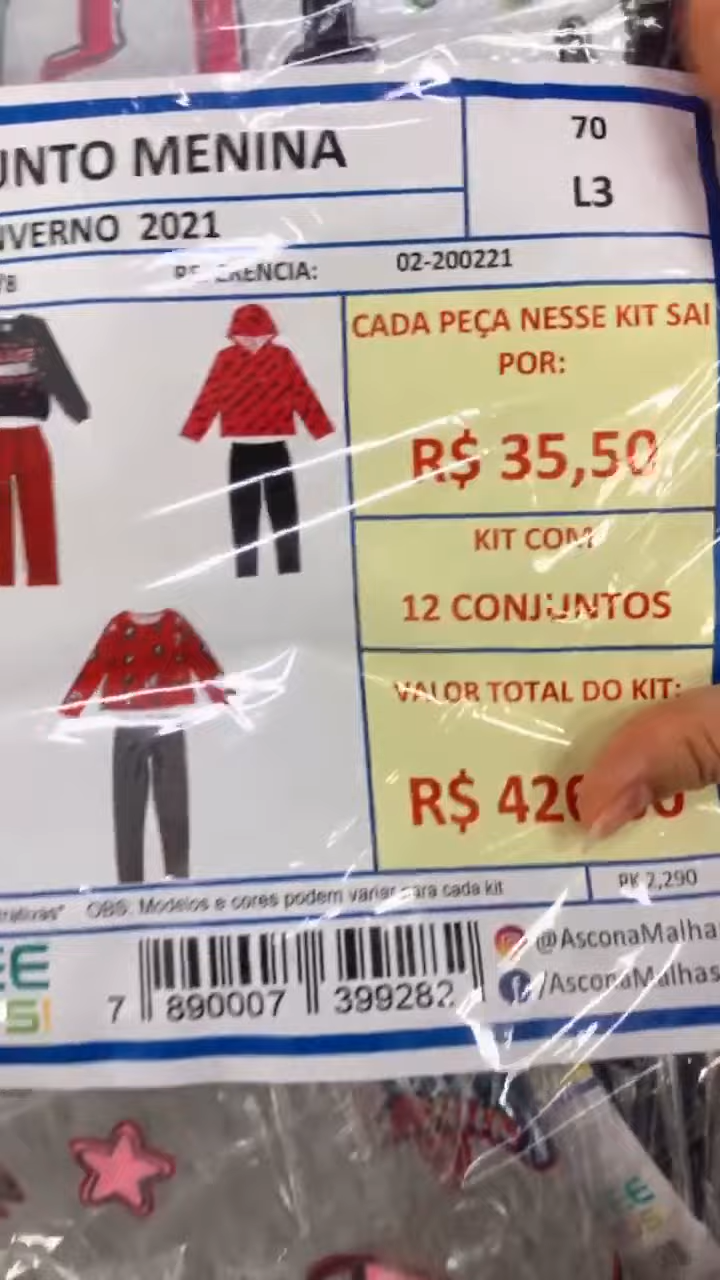 UNTO MENINA
70
L3
VERNO 2021
02-200221
CADA PEÇA NESSE KIT SAI
POR:
R$ 35,50
KIT COM
12 CONJUNTOS
VALOR TOTAL DO KIT:
R$ 42
OBS: Modelos e cores podem variar para cada kit
PK 2,290
7 890007 399282
@AsconaMalha
/AsconaMalhas